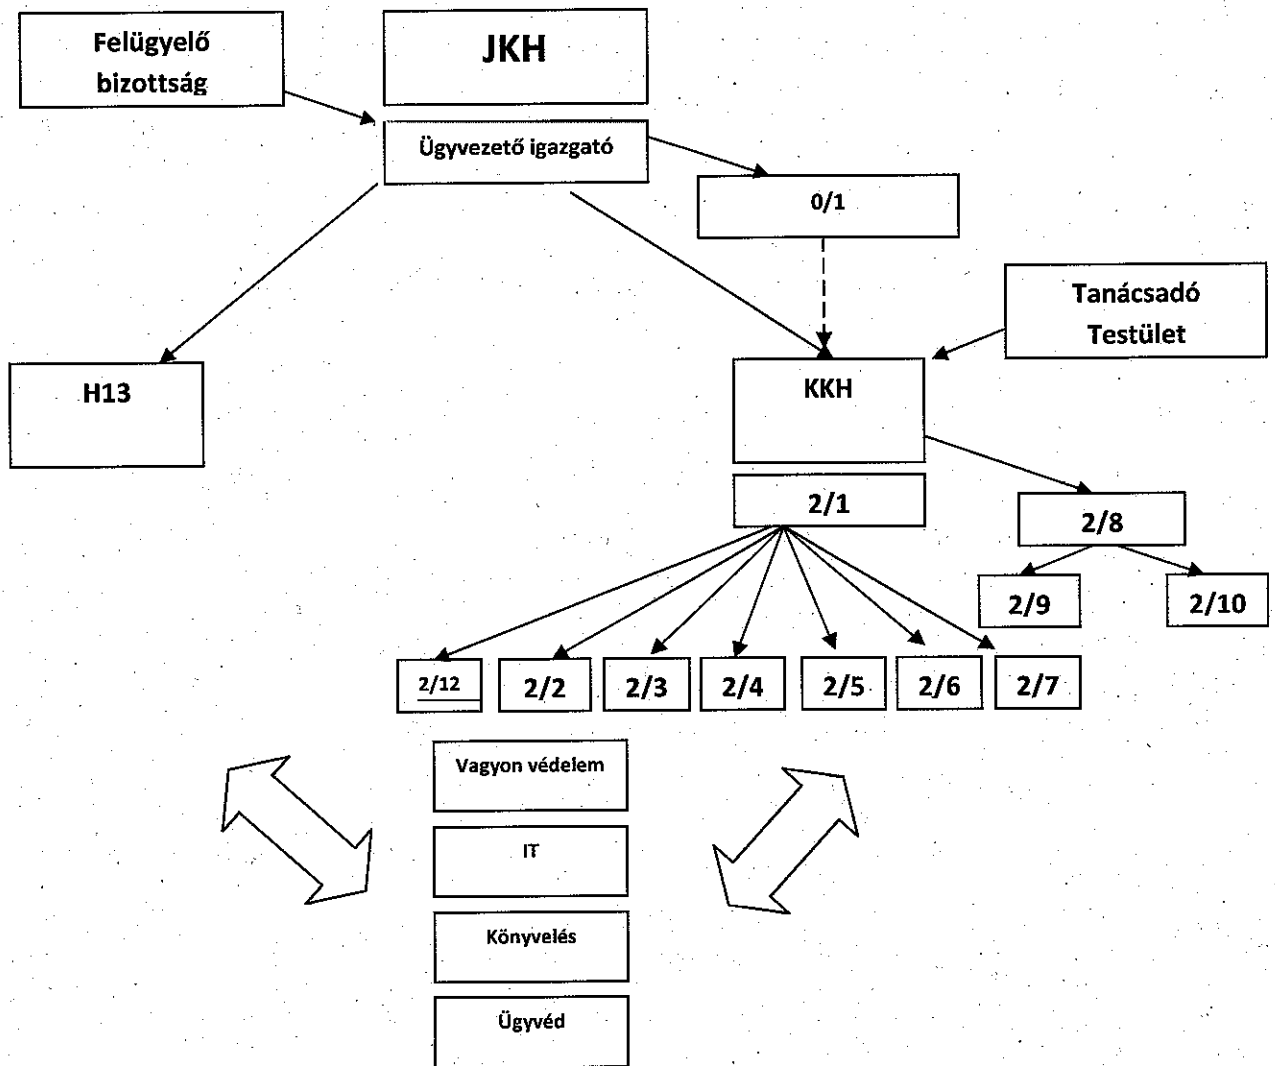 Felügyelő
bizottság
JKH
Ügyvezető igazgató
0/1
Tanácsadó
Testület
H13
KKH
2/1
2/8
2/9
2/10
2/12
2/2
2/3
2/4
2/5
2/6
2/7
Vagyon védelem
IT
Könyvelés
Ügyvéd